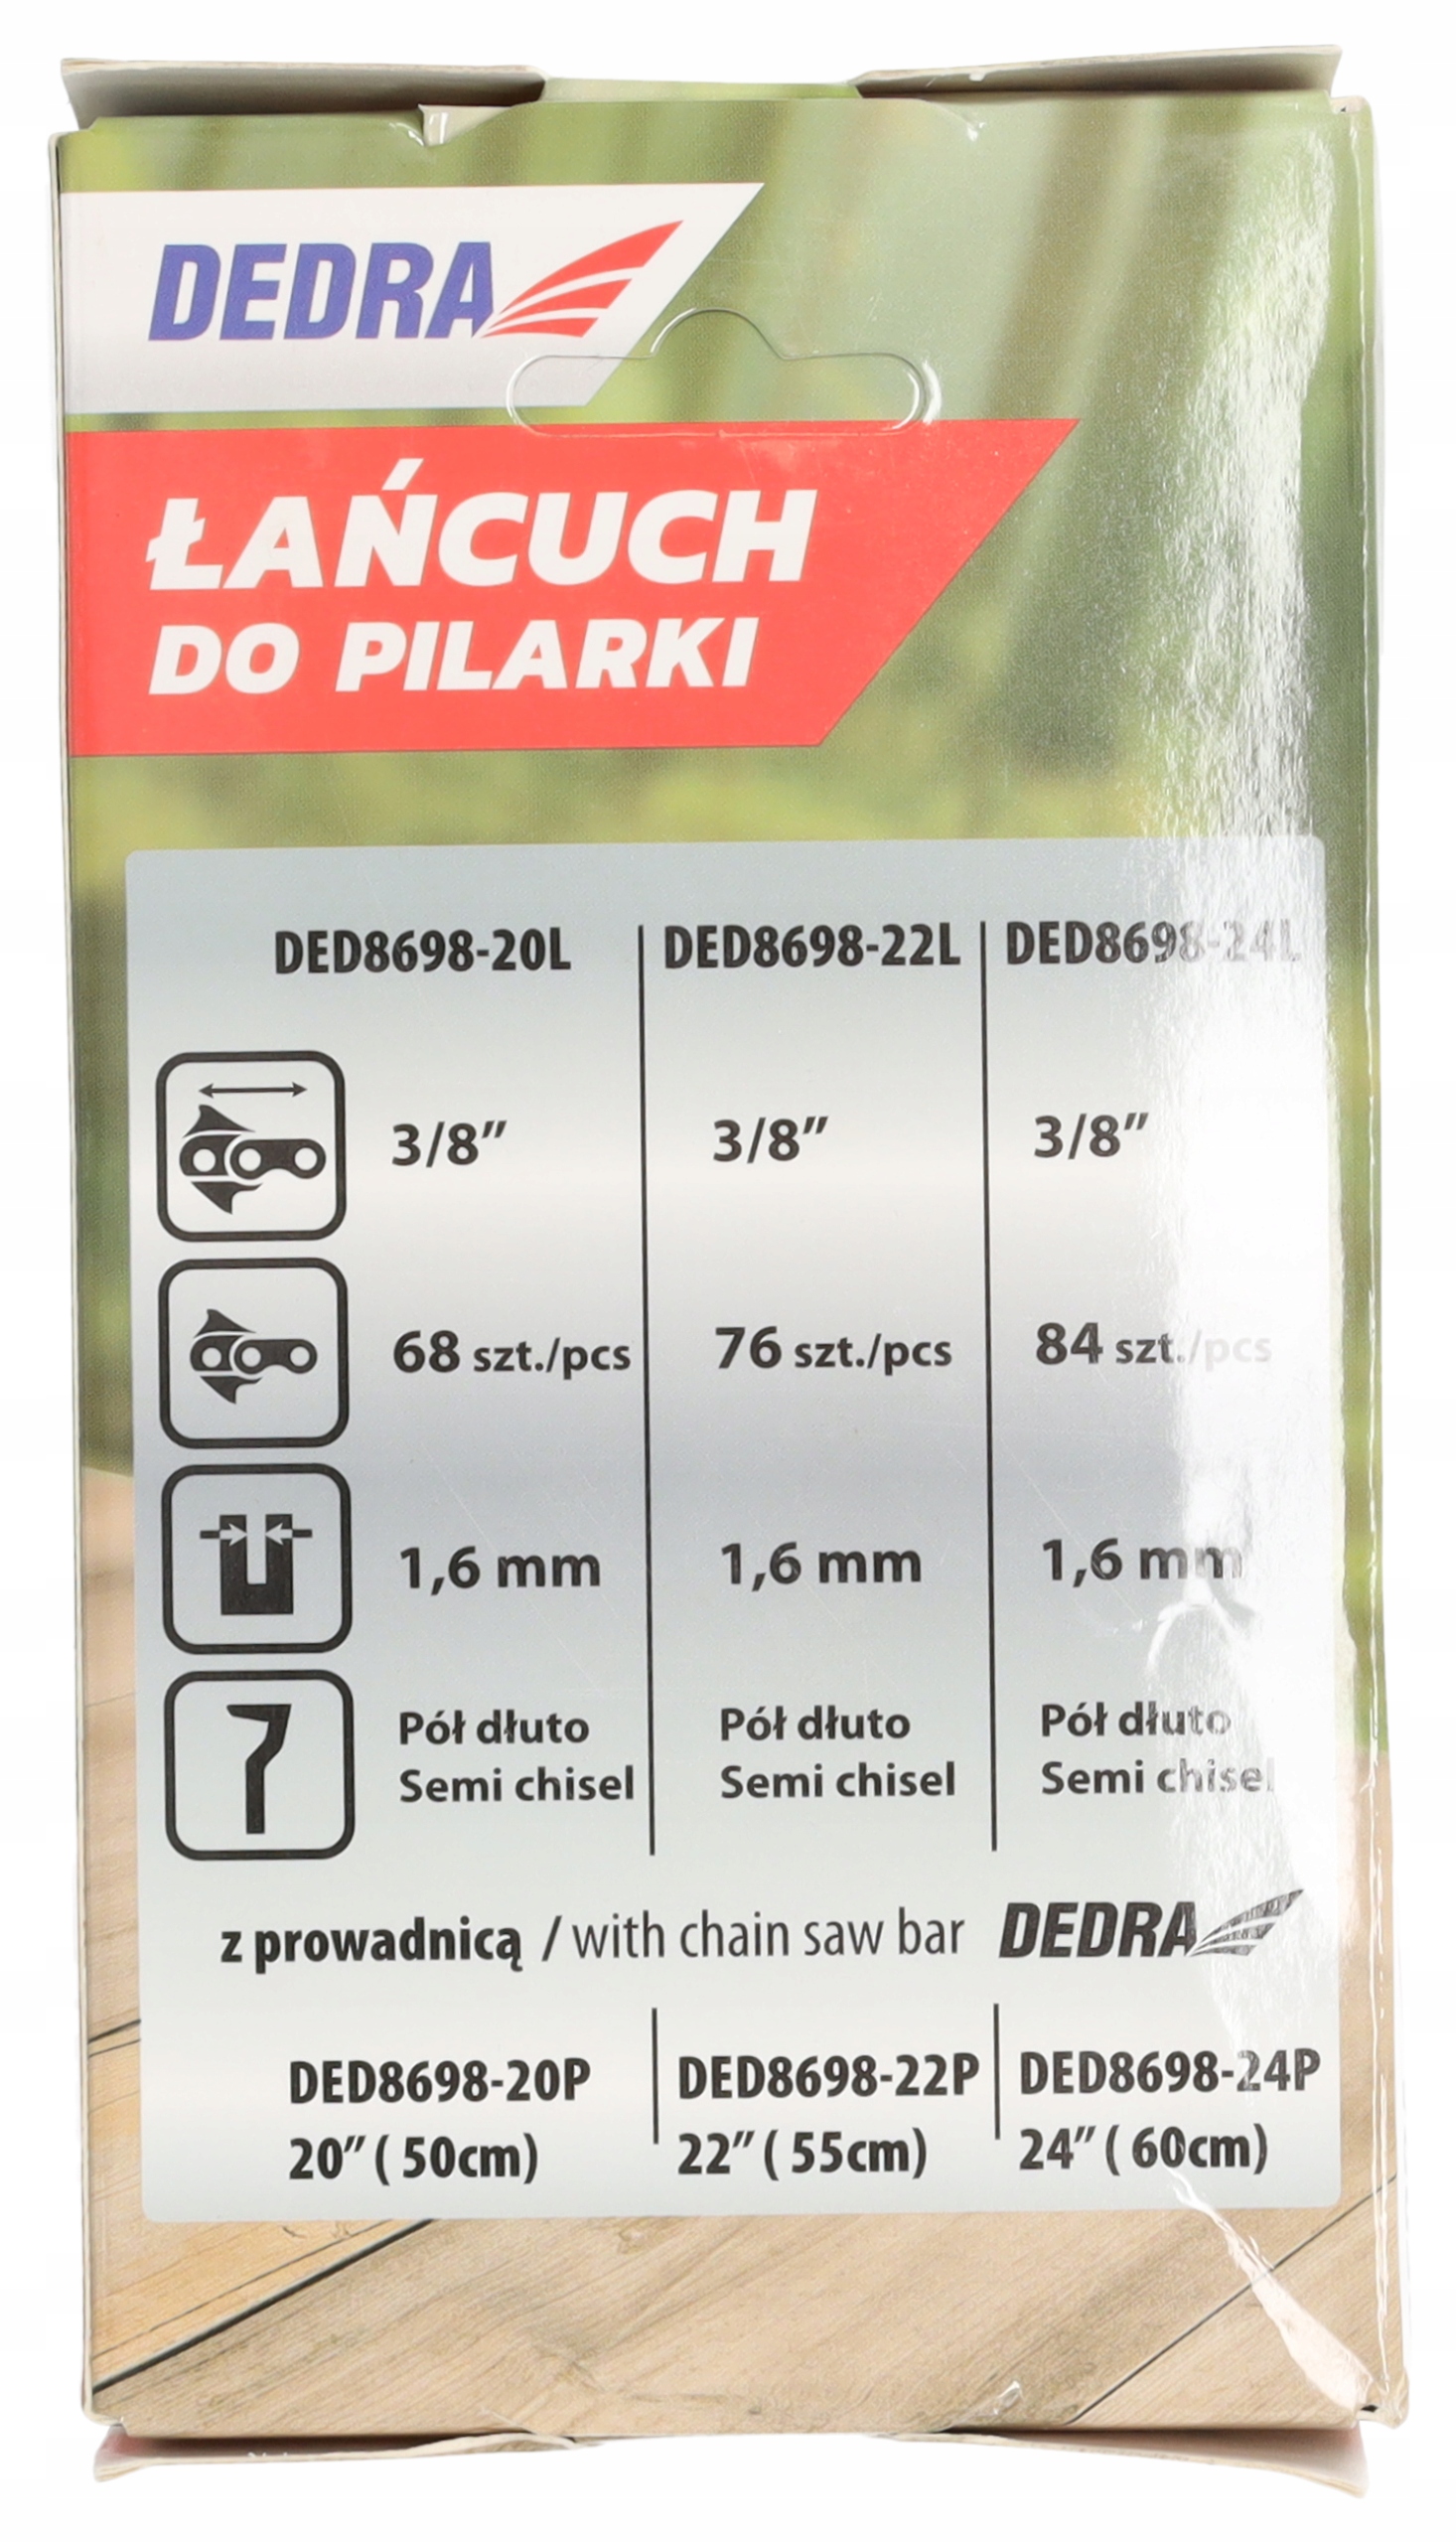 DEDRA
ŁAŃCUCH
DO PILARKI
DED8698-20L DED8698-22L DED8698-24L
3/8” 3/8” 3/8”
68 szt./pcs 76 szt./pcs 84 szt./pcs
1,6 mm 1,6 mm 1,6 mm
Pół dłuto Pół dłuto Pół dłuto
Semi chisel Semi chisel Semi chisel
z prowadnicą / with chain saw bar DEDRA
DED8698-20P DED8698-22P DED8698-24P
20” ( 50cm) 22” ( 55cm) 24” ( 60cm)